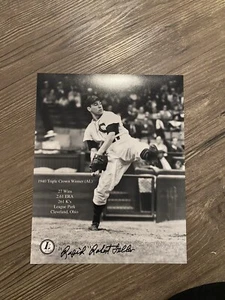 1940 Triple Crown Winner (AL)
27 Wins
2.61 ERA
261 K's
League Park
Cleveland, Ohio
"Rapid" Robert Feller